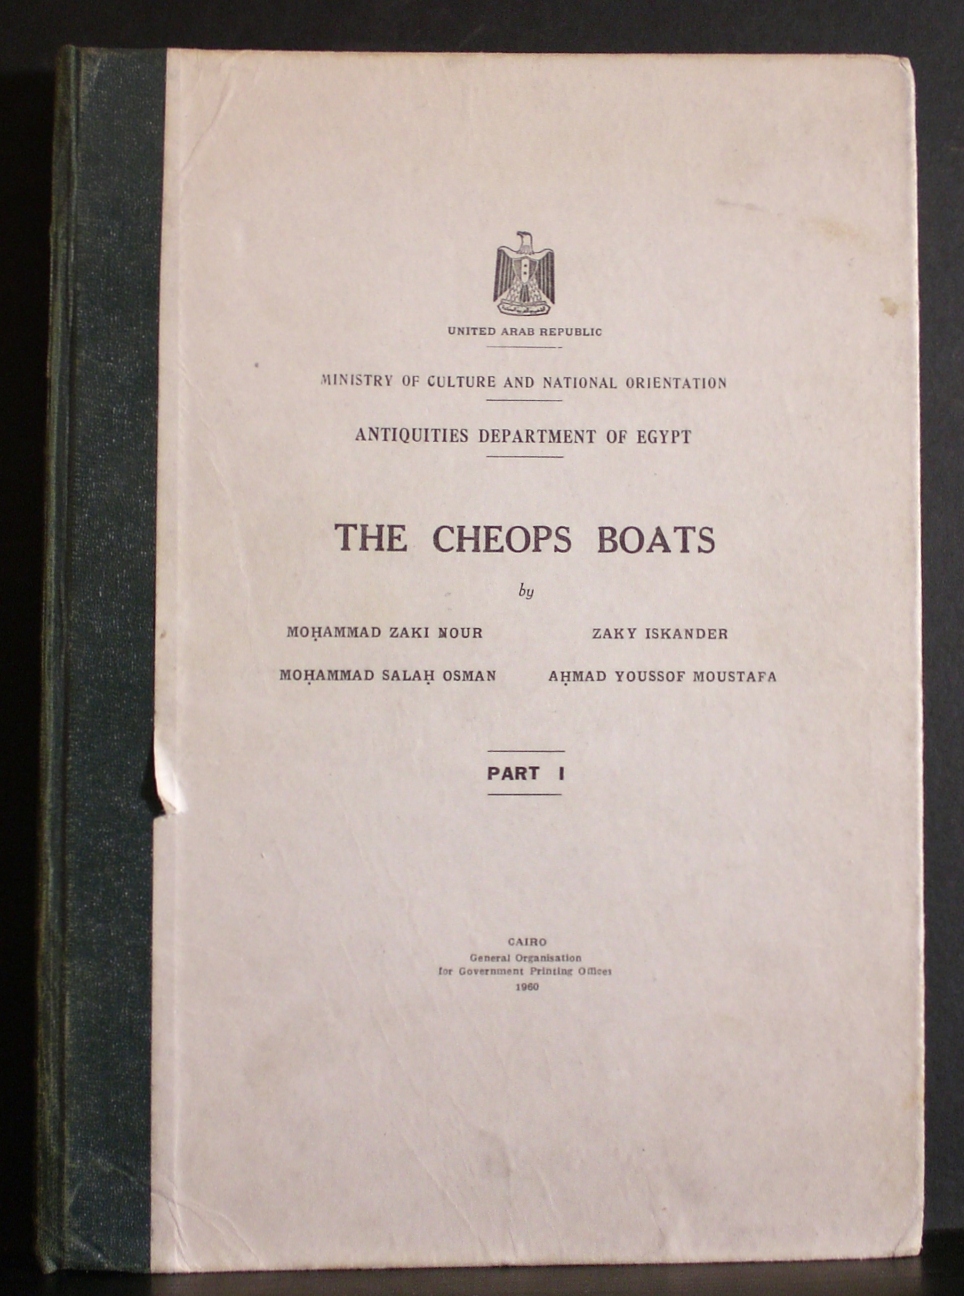 UNITED ARAB REPUBLIC
MINISTRY OF CULTURE AND NATIONAL ORIENTATION
ANTIQUITIES DEPARTMENT OF EGYPT
THE CHEOPS BOATS
by
MOḤAMMAD ZAKI NOUR ZAKY ISKANDER
MOḤAMMAD SALAḤ OSMAN AḤMAD YOUSSOF MOUSTAFA
PART I
CAIRO
General Organisation
for Government Printing Offices
1960